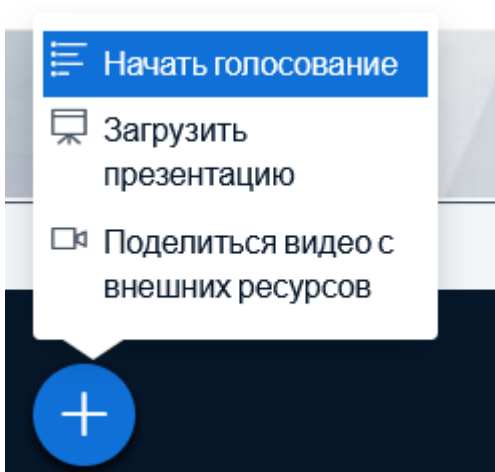 Начать голосование
Загрузить
презентацию
Поделиться видео с
внешних ресурсов